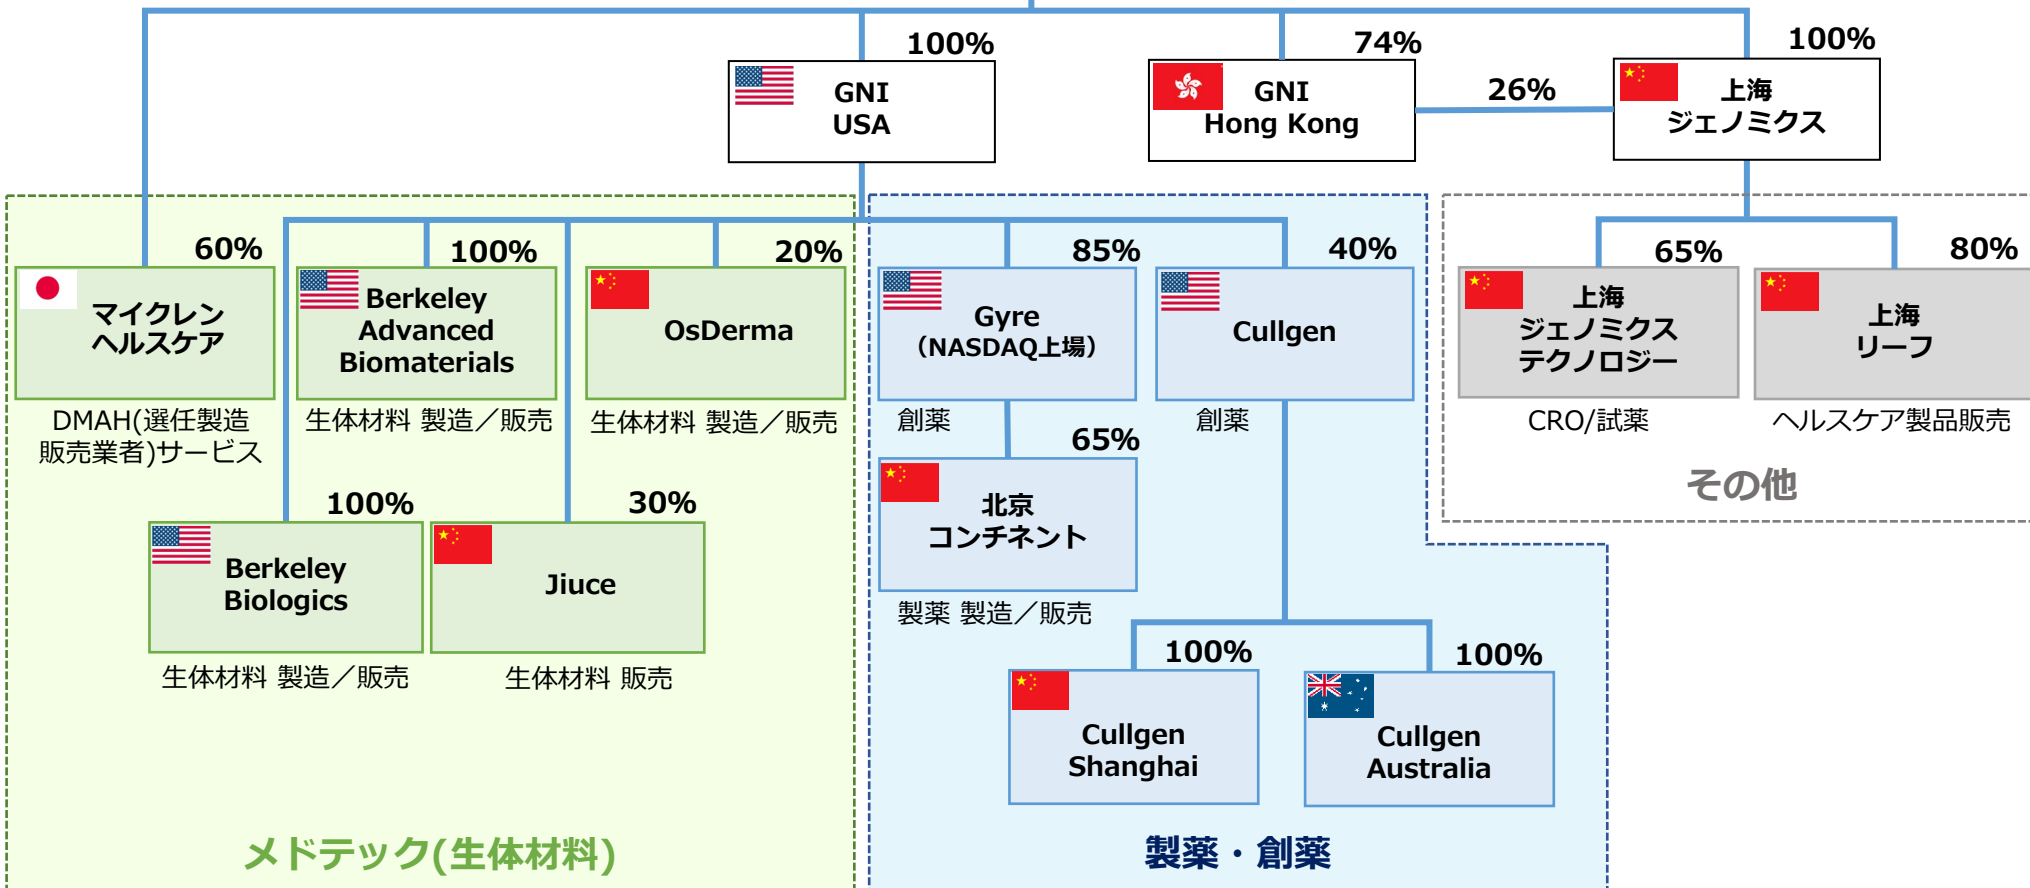 100%
GNI
USA
74%
GNI
Hong Kong
26%
100%
上海
ジェノミクス
60%
マイクレン
ヘルスケア
DMAH(選任製造
販売業者)サービス
100%
Berkeley
Advanced
Biomaterials
生体材料 製造／販売
20%
OsDerma
生体材料 製造／販売
100%
Berkeley
Biologics
生体材料 製造／販売
30%
Jiuce
生体材料 販売
メドテック(生体材料)
85%
Gyre
（NASDAQ上場）
創薬
40%
Cullgen
創薬
65%
北京
コンチネント
製薬 製造／販売
100%
Cullgen
Shanghai
100%
Cullgen
Australia
製薬・創薬
65%
上海
ジェノミクス
テクノロジー
CRO/試薬
80%
上海
リーフ
ヘルスケア製品販売
その他